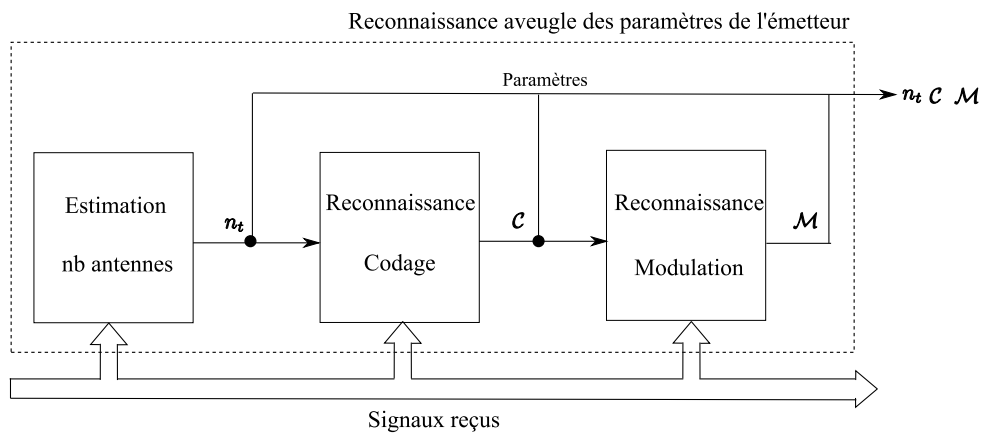 Reconnaissance aveugle des paramètres de l'émetteur
Paramètres
n_t C M
Estimation
nb antennes
n_t
Reconnaissance
Codage
C
Reconnaissance
Modulation
M
Signaux reçus